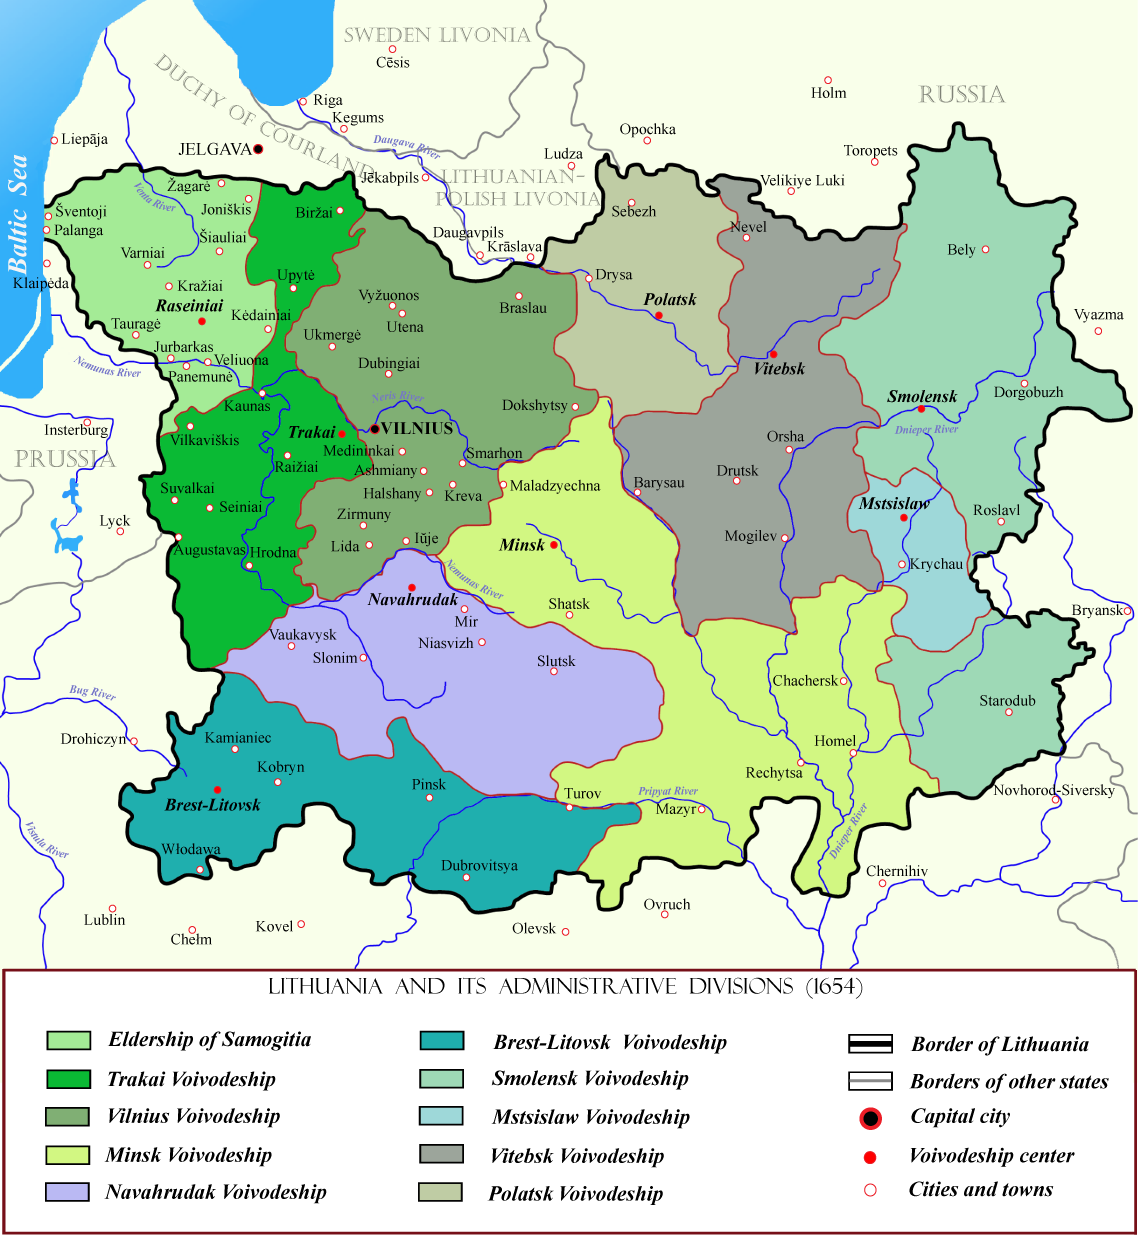 SWEDEN LIVONIA
Cēsis
DUCHY OF COURLAND
RUSSIA
Holm
Riga
Kegums
Daugava River
Opochka
Liepāja
JELGAVA
Ludza
Toropets
Jēkabpils
LITHUANIAN-
POLISH LIVONIA
Velikiye Luki
Baltic Sea
Žagarė
Joniškis
Venta River
Biržai
Sebezh
Nevel
Šventoji
Palanga
Šiauliai
Varniai
Daugavpils
Krāslava
Bely
Klaipėda
Kražiai
Raseiniai
Upytė
Vyžuonos
Utena
Braslau
Drysa
Polatsk
Kėdainiai
Tauragė
Ukmergė
Vyazma
Jurbarkas
Veliuona
Panemunė
Nemunas River
Dubingiai
Vitebsk
Dorgobuzh
Smolensk
Kaunas
Neris River
Dokshytsy
Insterburg
Vilkaviškis
Trakai
VILNIUS
Orsha
Dnieper River
PRUSSIA
Raižiai
Medininkai
Ashmiany
Smarhon
Drutsk
Suvalkai
Seiniai
Halshany
Kreva
Maladzyechna
Barysau
Mstsislaw
Roslavl
Lyck
Zirmuny
Lida
Iŭje
Minsk
Mogilev
Augustavas
Hrodna
Nemunas River
Krychau
Navahrudak
Mir
Shatsk
Bryansk
Vaukavysk
Slonim
Niasvizh
Slutsk
Chachersk
Starodub
Bug River
Drohiczyn
Kamianiec
Kobryn
Homel
Rechytsa
Brest-Litovsk
Pinsk
Turov
Pripyat River
Mazyr
Novhorod-Siversky
Vistula River
Włodawa
Dubrovitsya
Dnieper River
Chernihiv
Lublin
Chełm
Kovel
Olevsk
Ovruch
LITHUANIA AND ITS ADMINISTRATIVE DIVISIONS (1654)
Eldership of Samogitia
Trakai Voivodeship
Vilnius Voivodeship
Minsk Voivodeship
Navahrudak Voivodeship
Brest-Litovsk Voivodeship
Smolensk Voivodeship
Mstsislaw Voivodeship
Vitebsk Voivodeship
Polatsk Voivodeship
Border of Lithuania
Borders of other states
Capital city
Voivodeship center
Cities and towns